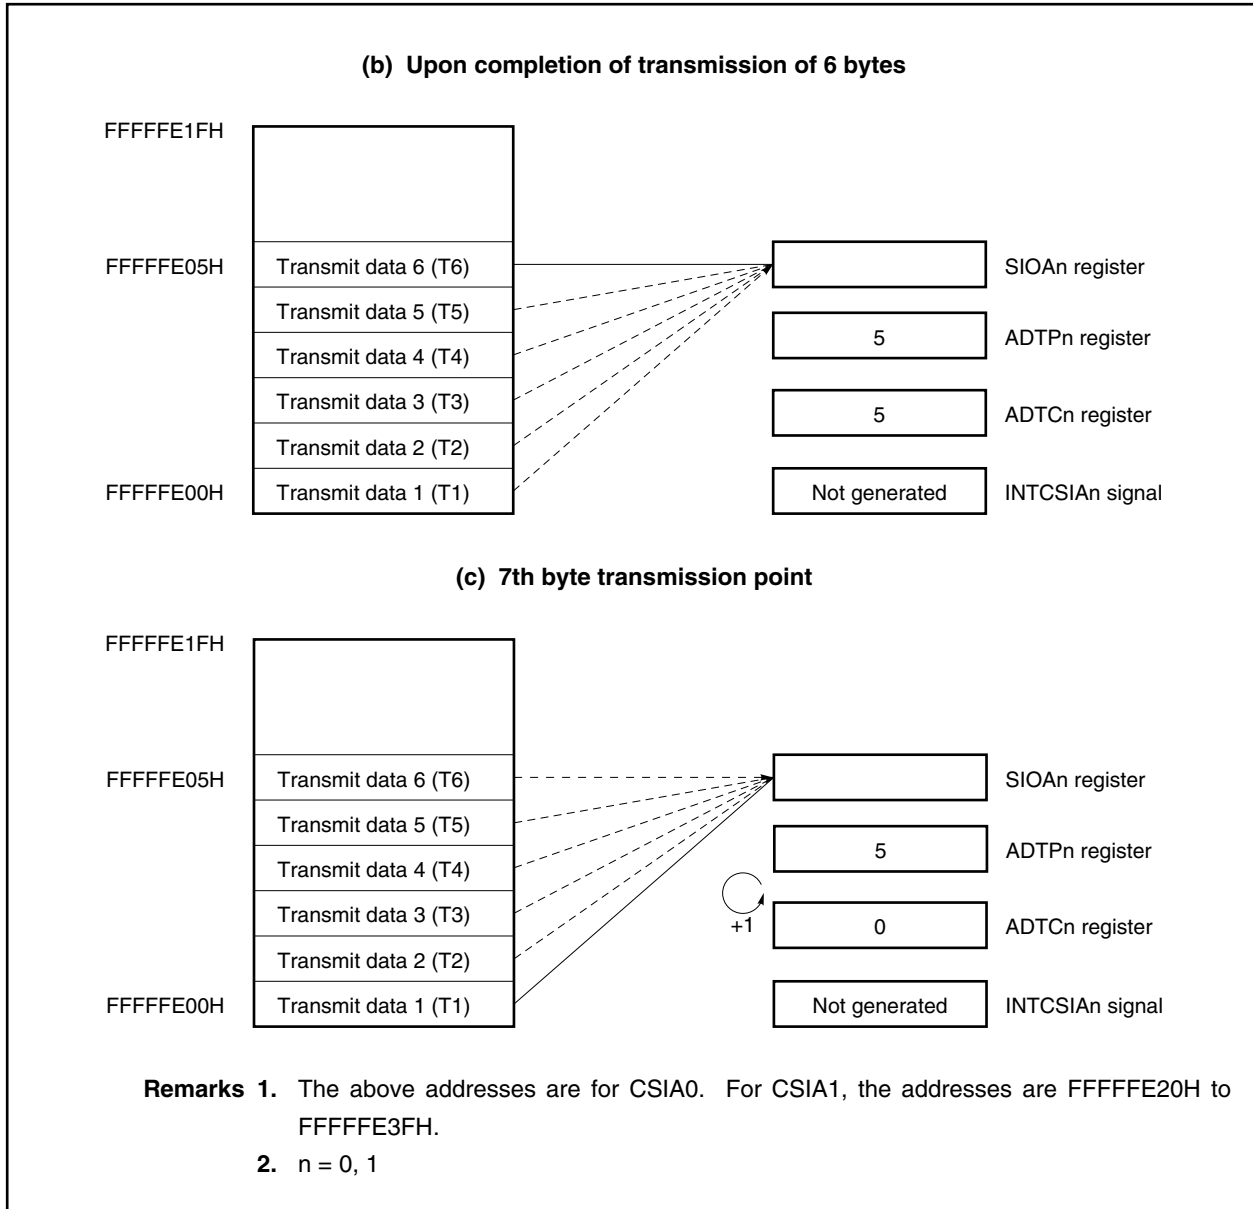 (b) Upon completion of transmission of 6 bytes
FFFFFE1FH
FFFFFE05H
Transmit data 6 (T6)
SIOAn register
Transmit data 5 (T5)
5
ADTPn register
Transmit data 4 (T4)
Transmit data 3 (T3)
5
ADTCn register
Transmit data 2 (T2)
FFFFFE00H
Transmit data 1 (T1)
Not generated
INTCSIAn signal
(c) 7th byte transmission point
FFFFFE1FH
FFFFFE05H
Transmit data 6 (T6)
SIOAn register
Transmit data 5 (T5)
5
ADTPn register
Transmit data 4 (T4)
Transmit data 3 (T3)
+1
0
ADTCn register
Transmit data 2 (T2)
FFFFFE00H
Transmit data 1 (T1)
Not generated
INTCSIAn signal
Remarks 1. The above addresses are for CSIA0. For CSIA1, the addresses are FFFFFE20H to
FFFFFE3FH.
2. n = 0, 1